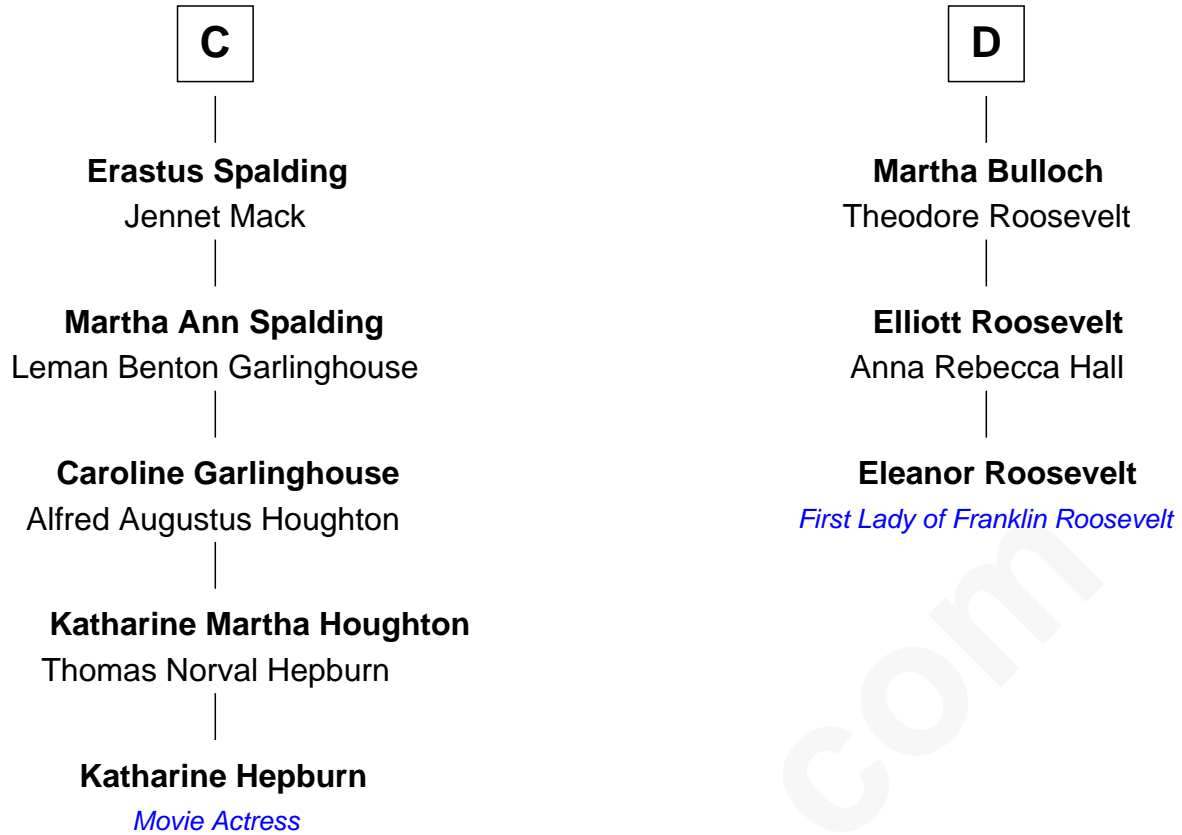 C
Erastus Spalding
Jennet Mack
Martha Ann Spalding
Leman Benton Garlinghouse
Caroline Garlinghouse
Alfred Augustus Houghton
Katharine Martha Houghton
Thomas Norval Hepburn
Katharine Hepburn
Movie Actress
D
Martha Bulloch
Theodore Roosevelt
Elliott Roosevelt
Anna Rebecca Hall
Eleanor Roosevelt
First Lady of Franklin Roosevelt
com